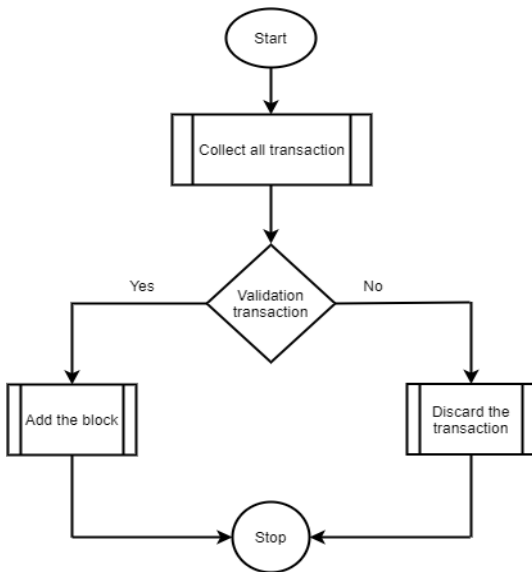 Start
Collect all transaction
Yes
No
Validation
transaction
Add the block
Discard the
transaction
Stop